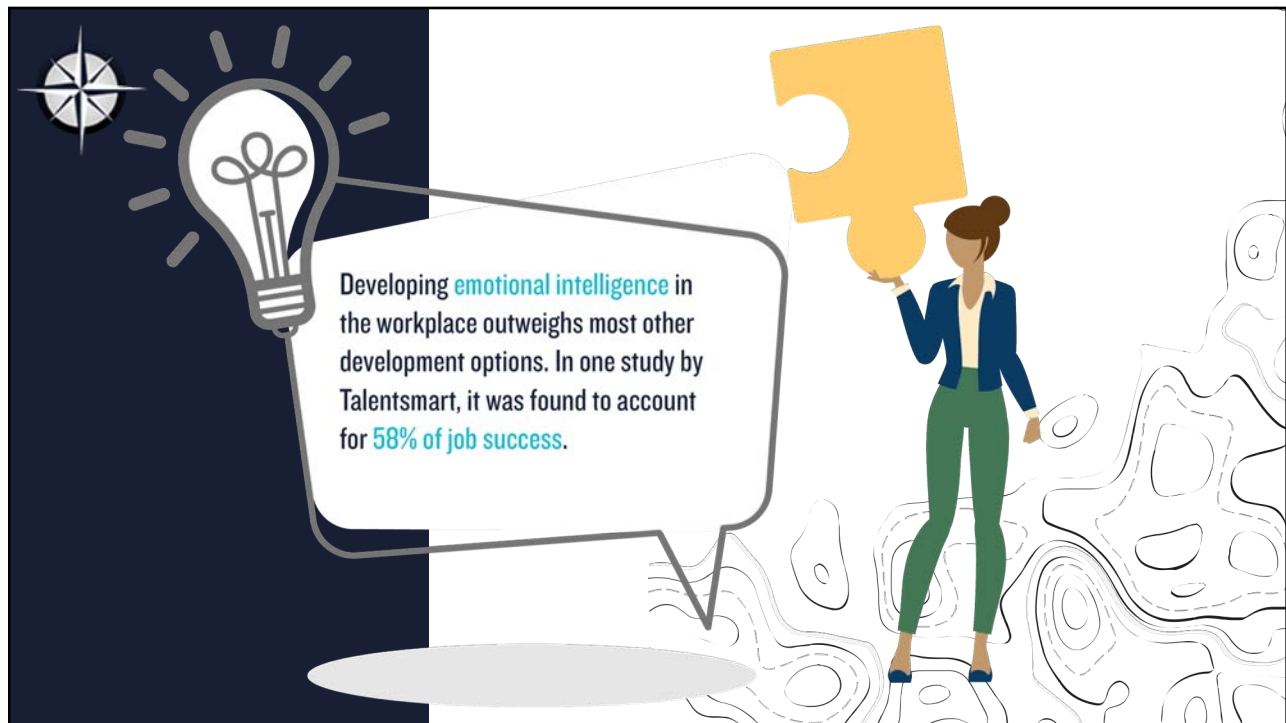 Developing emotional intelligence in
the workplace outweighs most other
development options. In one study by
Talentsmart, it was found to account
for 58% of job success.